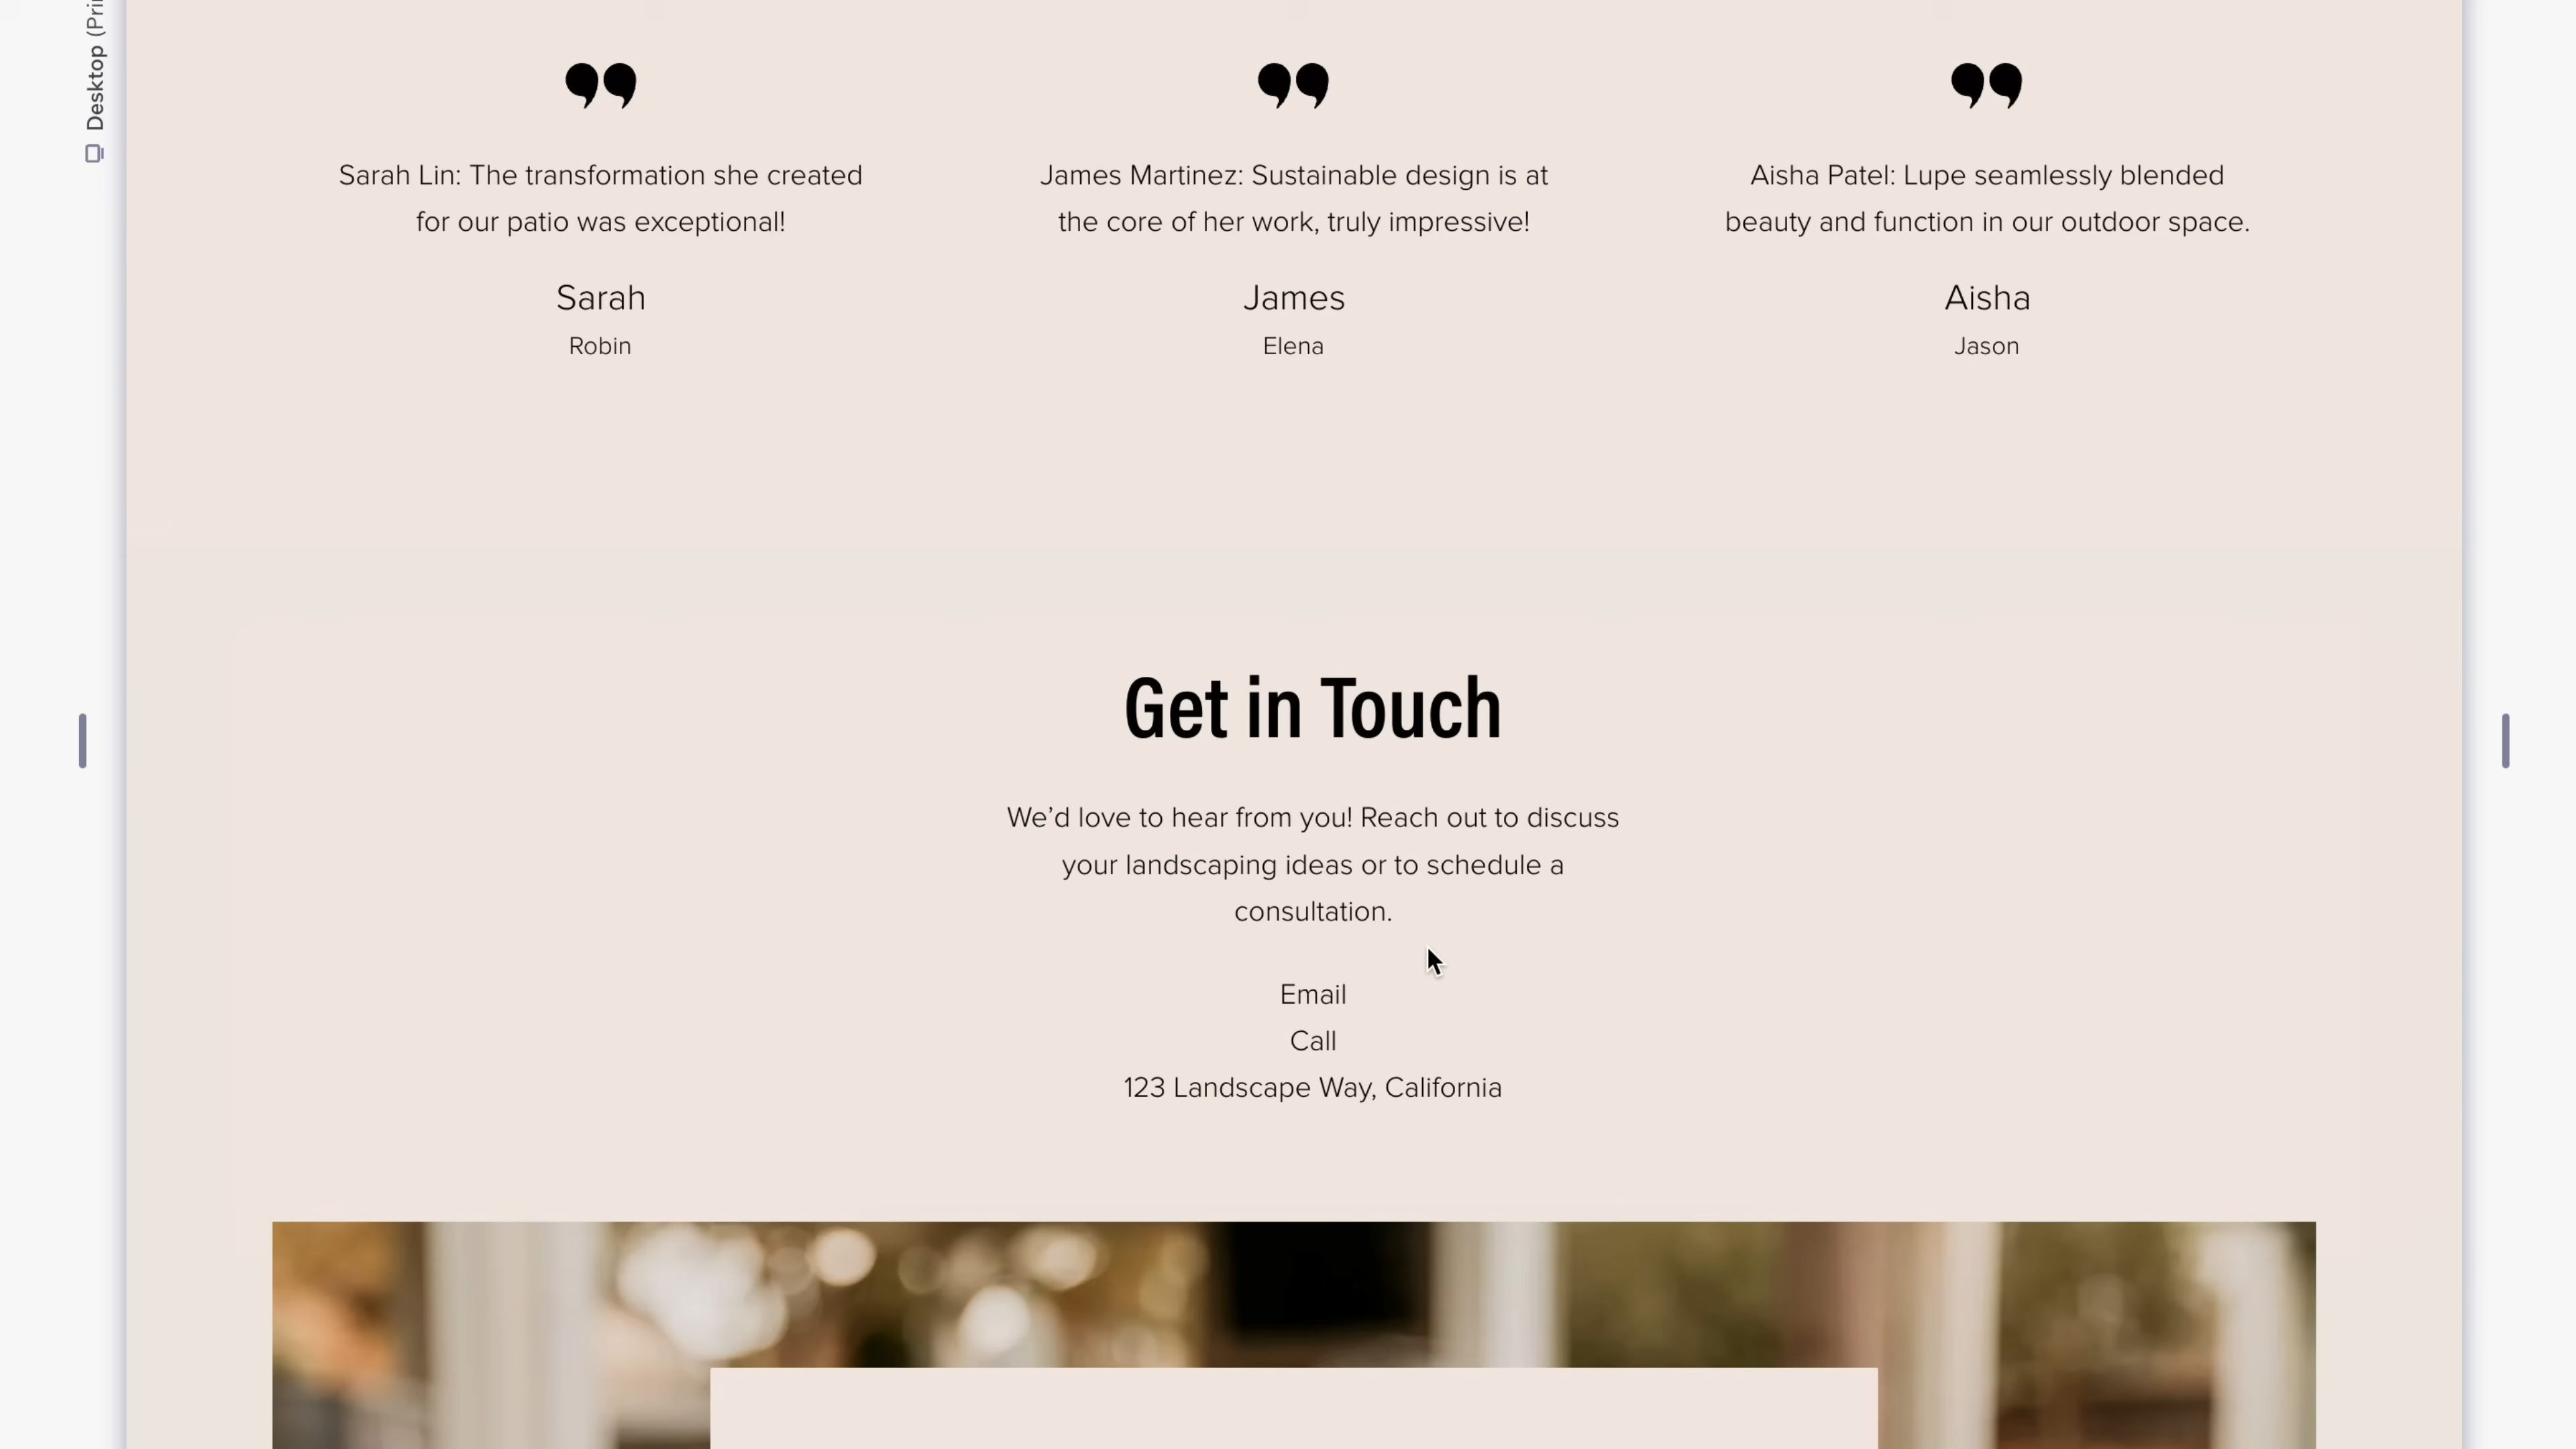 Desktop (Pri
Sarah Lin: The transformation she created
for our patio was exceptional!
Sarah
Robin
James Martinez: Sustainable design is at
the core of her work, truly impressive!
James
Elena
Aisha Patel: Lupe seamlessly blended
beauty and function in our outdoor space.
Aisha
Jason
Get in Touch
We’d love to hear from you! Reach out to discuss
your landscaping ideas or to schedule a
consultation.
Email
Call
123 Landscape Way, California